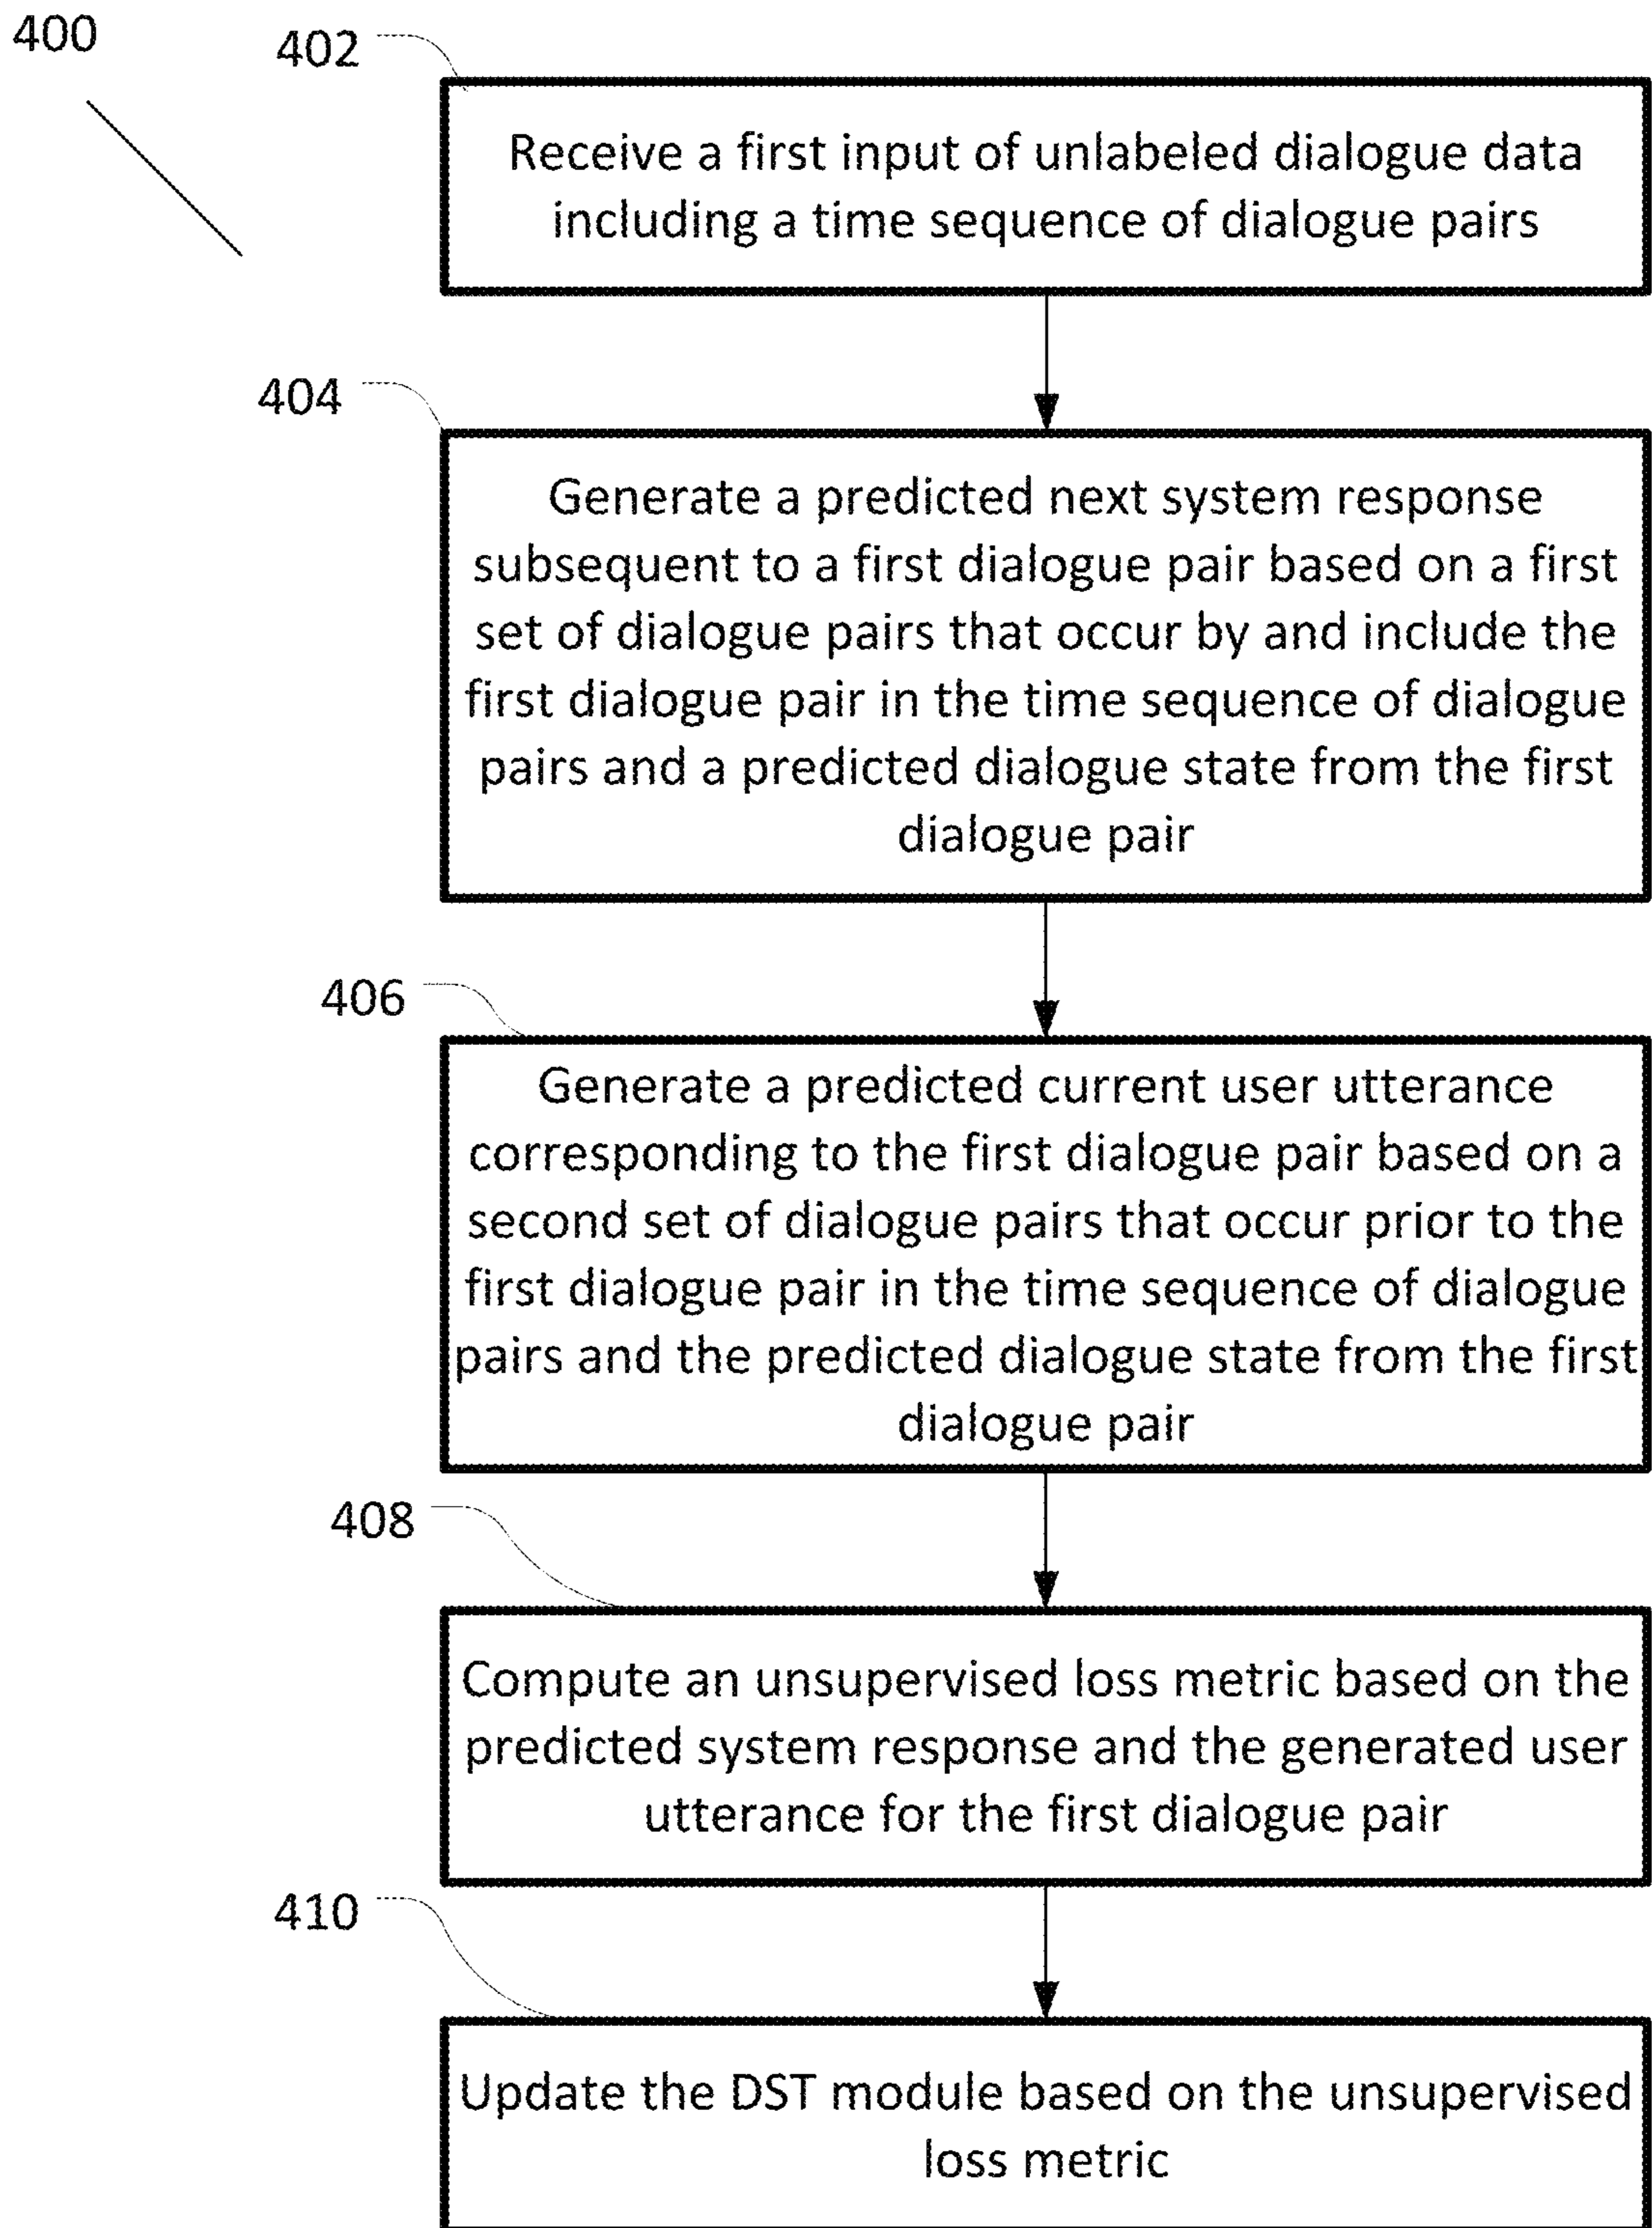 400
402
Receive a first input of unlabeled dialogue data
including a time sequence of dialogue pairs
404
Generate a predicted next system response
subsequent to a first dialogue pair based on a first
set of dialogue pairs that occur by and include the
first dialogue pair in the time sequence of dialogue
pairs and a predicted dialogue state from the first
dialogue pair
406
Generate a predicted current user utterance
corresponding to the first dialogue pair based on a
second set of dialogue pairs that occur prior to the
first dialogue pair in the time sequence of dialogue
pairs and the predicted dialogue state from the first
dialogue pair
408
Compute an unsupervised loss metric based on the
predicted system response and the generated user
utterance for the first dialogue pair
410
Update the DST module based on the unsupervised
loss metric